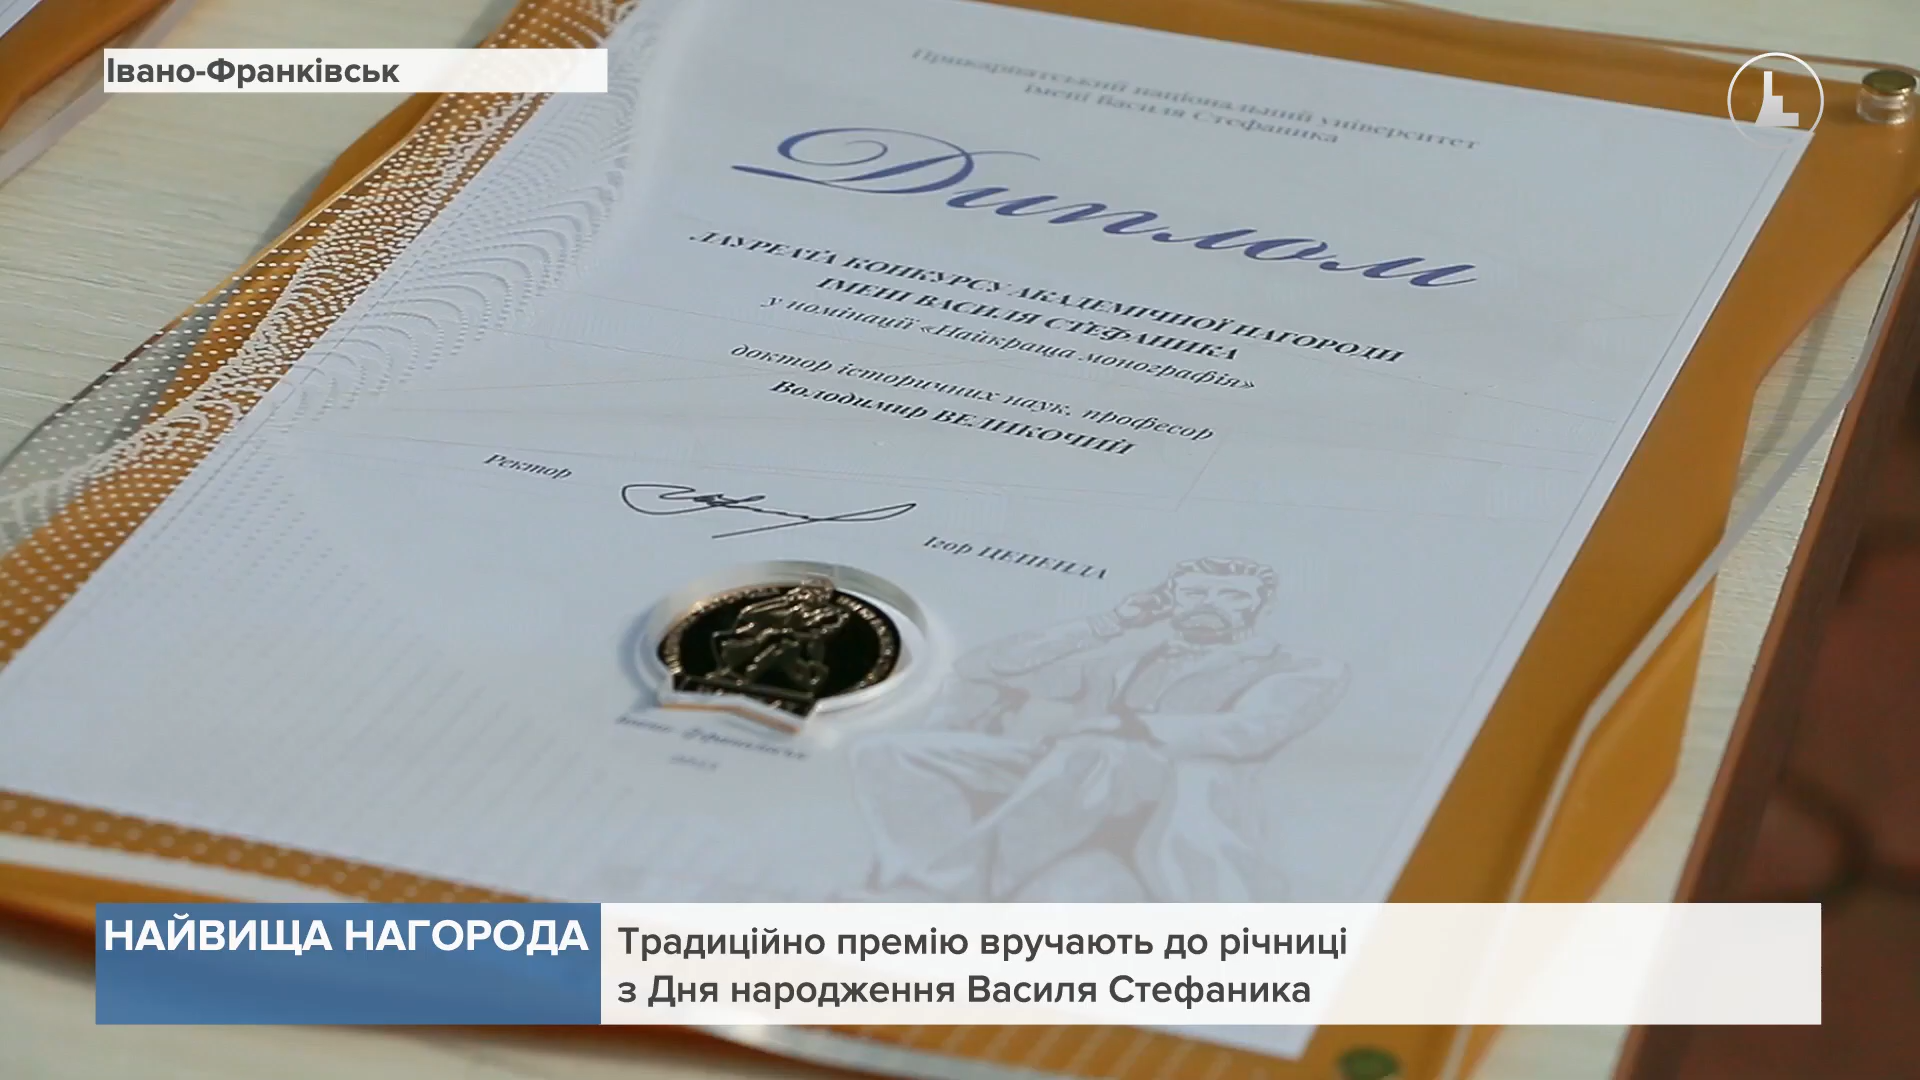 Івано-Франківськ
Прикарпатський національний університет
імені Василя Стефаника
Диплом
ЛАУРЕАТА КОНКУРСУ АКАДЕМІЧНОЇ НАГОРОДИ
ІМЕНІ ВАСИЛЯ СТЕФАНИКА
у номінації «Найкраща монографія»
доктор історичних наук, професор
Володимир ВЕЛИКОЧИЙ
Ректор
Ігор ЦЕПЕНДА
Івано-Франківськ
НАЙВИЩА НАГОРОДА
Традиційно премію вручають до річниці
з Дня народження Василя Стефаника